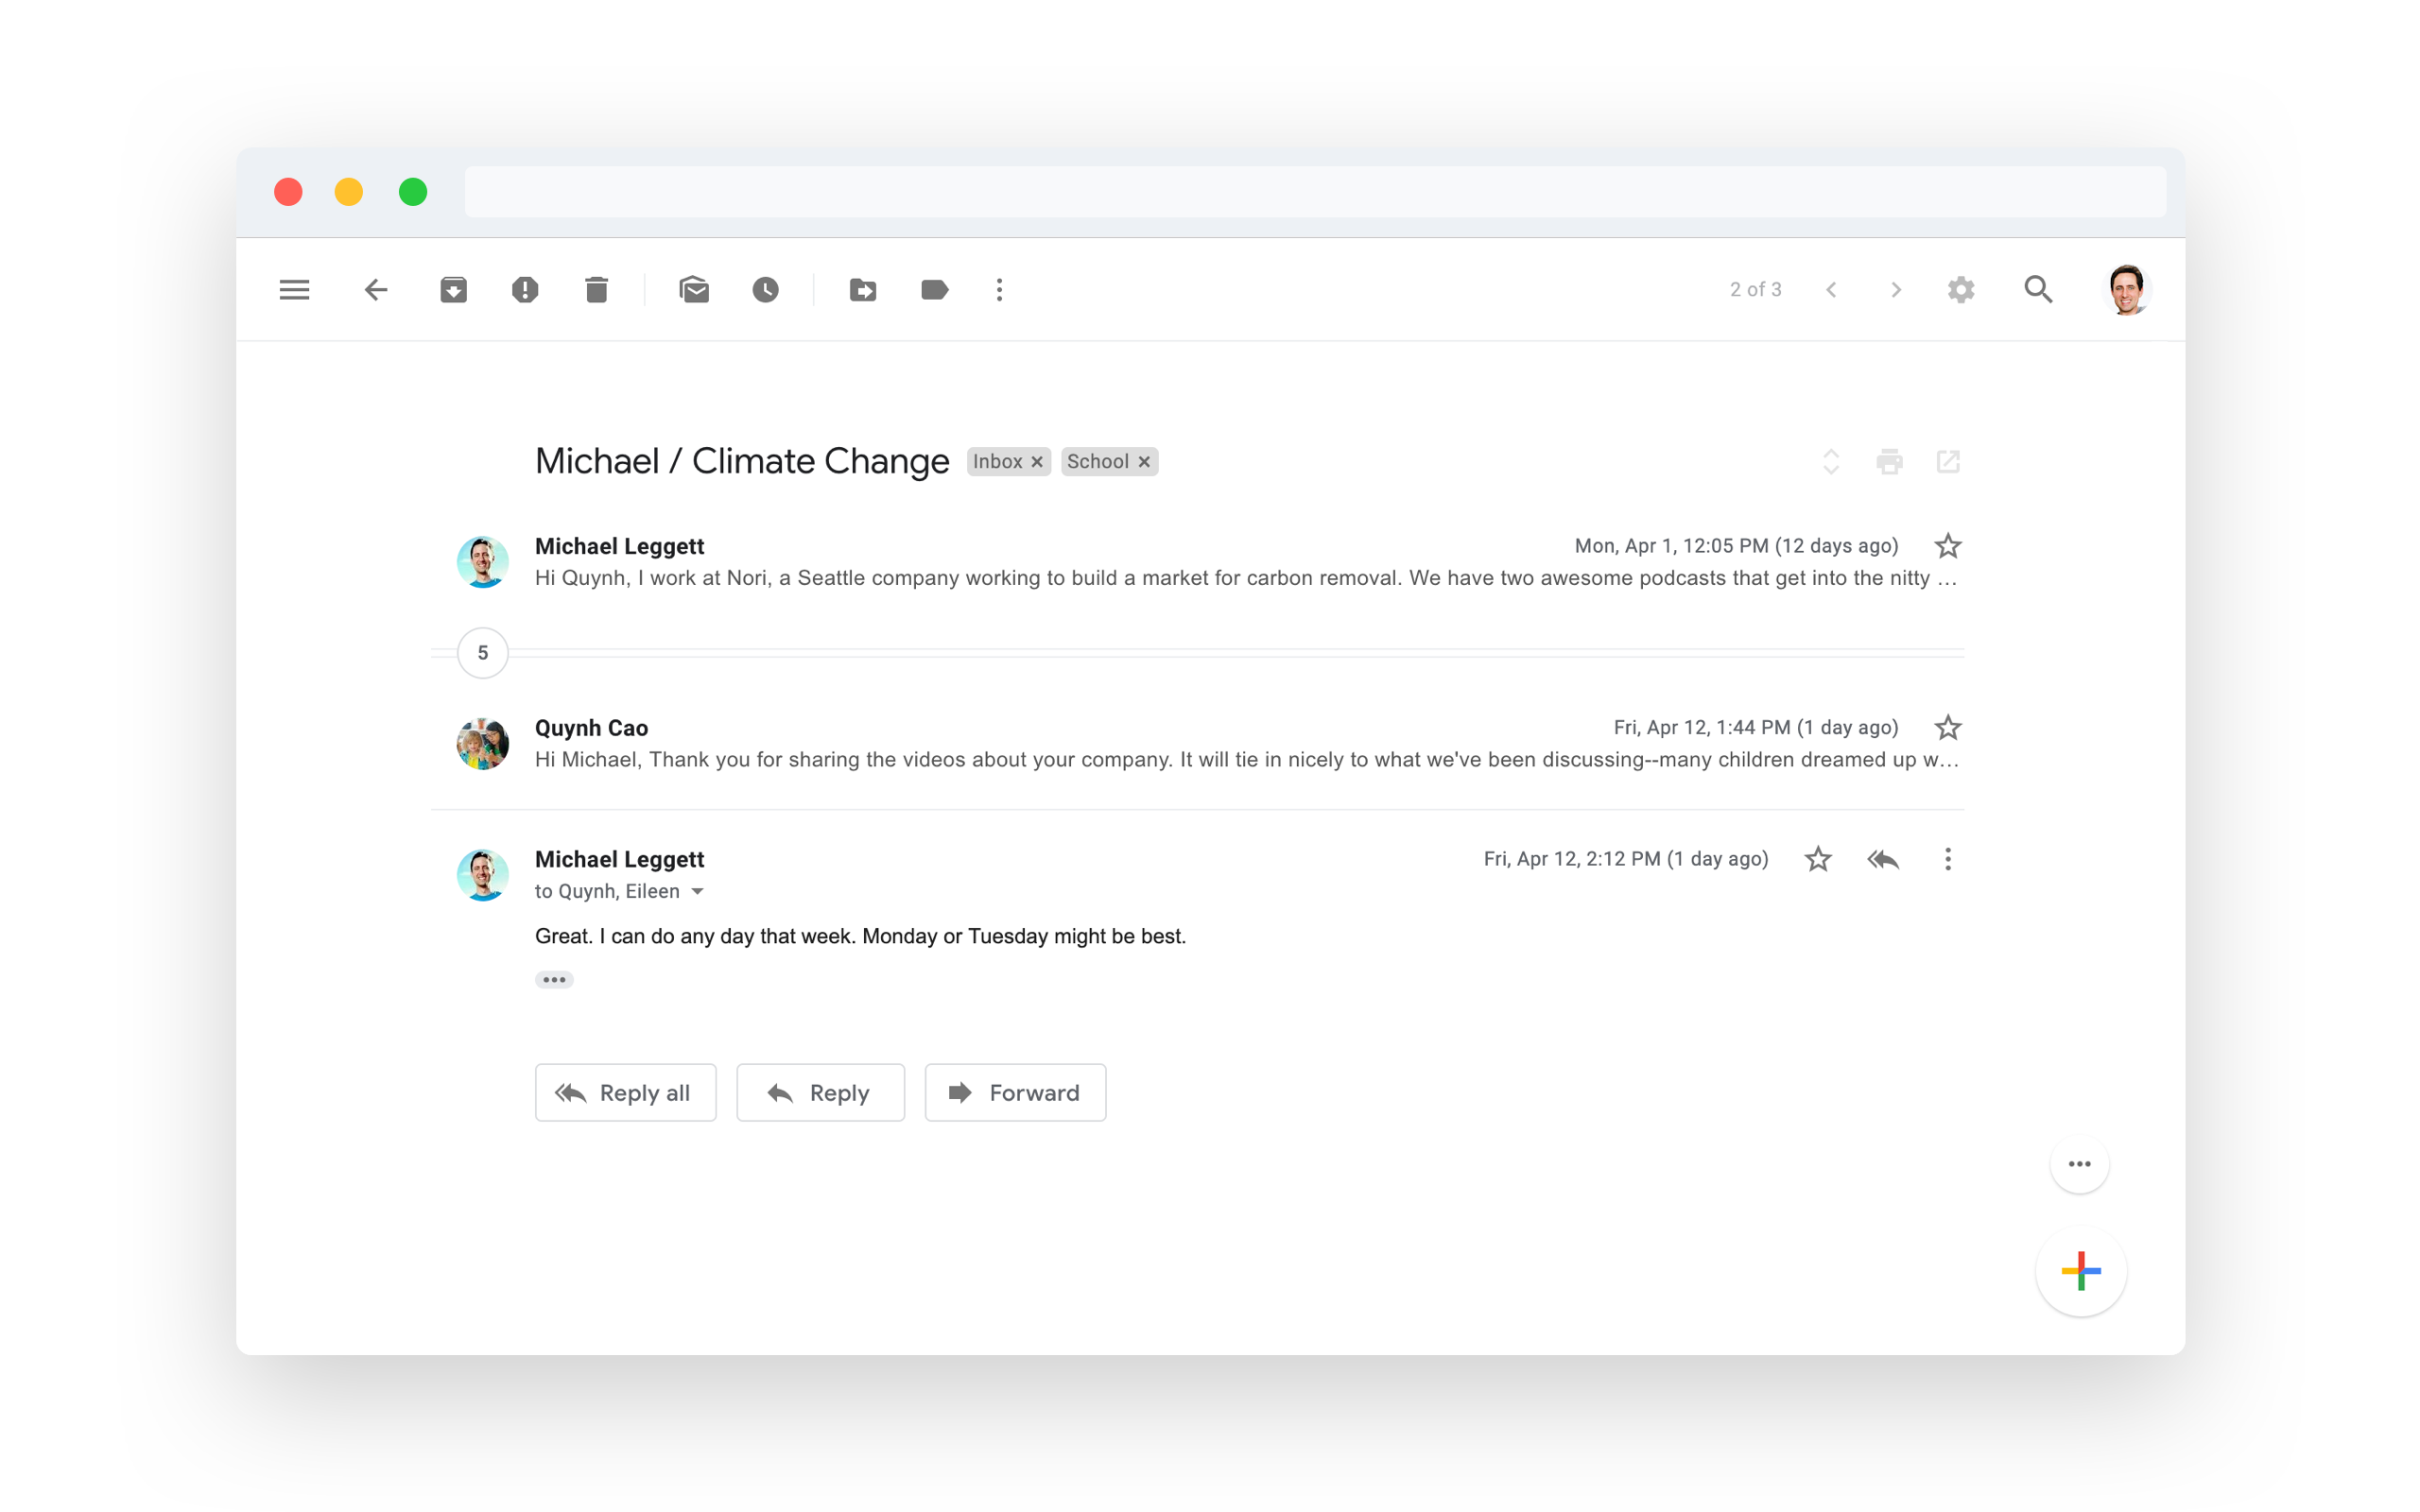 2 of 3
Michael / Climate Change Inbox × School ×
Michael Leggett Mon, Apr 1, 12:05 PM (12 days ago)
Hi Quynh, I work at Nori, a Seattle company working to build a market for carbon removal. We have two awesome podcasts that get into the nitty ...
5
Quynh Cao Fri, Apr 12, 1:44 PM (1 day ago)
Hi Michael, Thank you for sharing the videos about your company. It will tie in nicely to what we've been discussing--many children dreamed up w...
Michael Leggett Fri, Apr 12, 2:12 PM (1 day ago)
to Quynh, Eileen
Great. I can do any day that week. Monday or Tuesday might be best.
Reply all Reply Forward